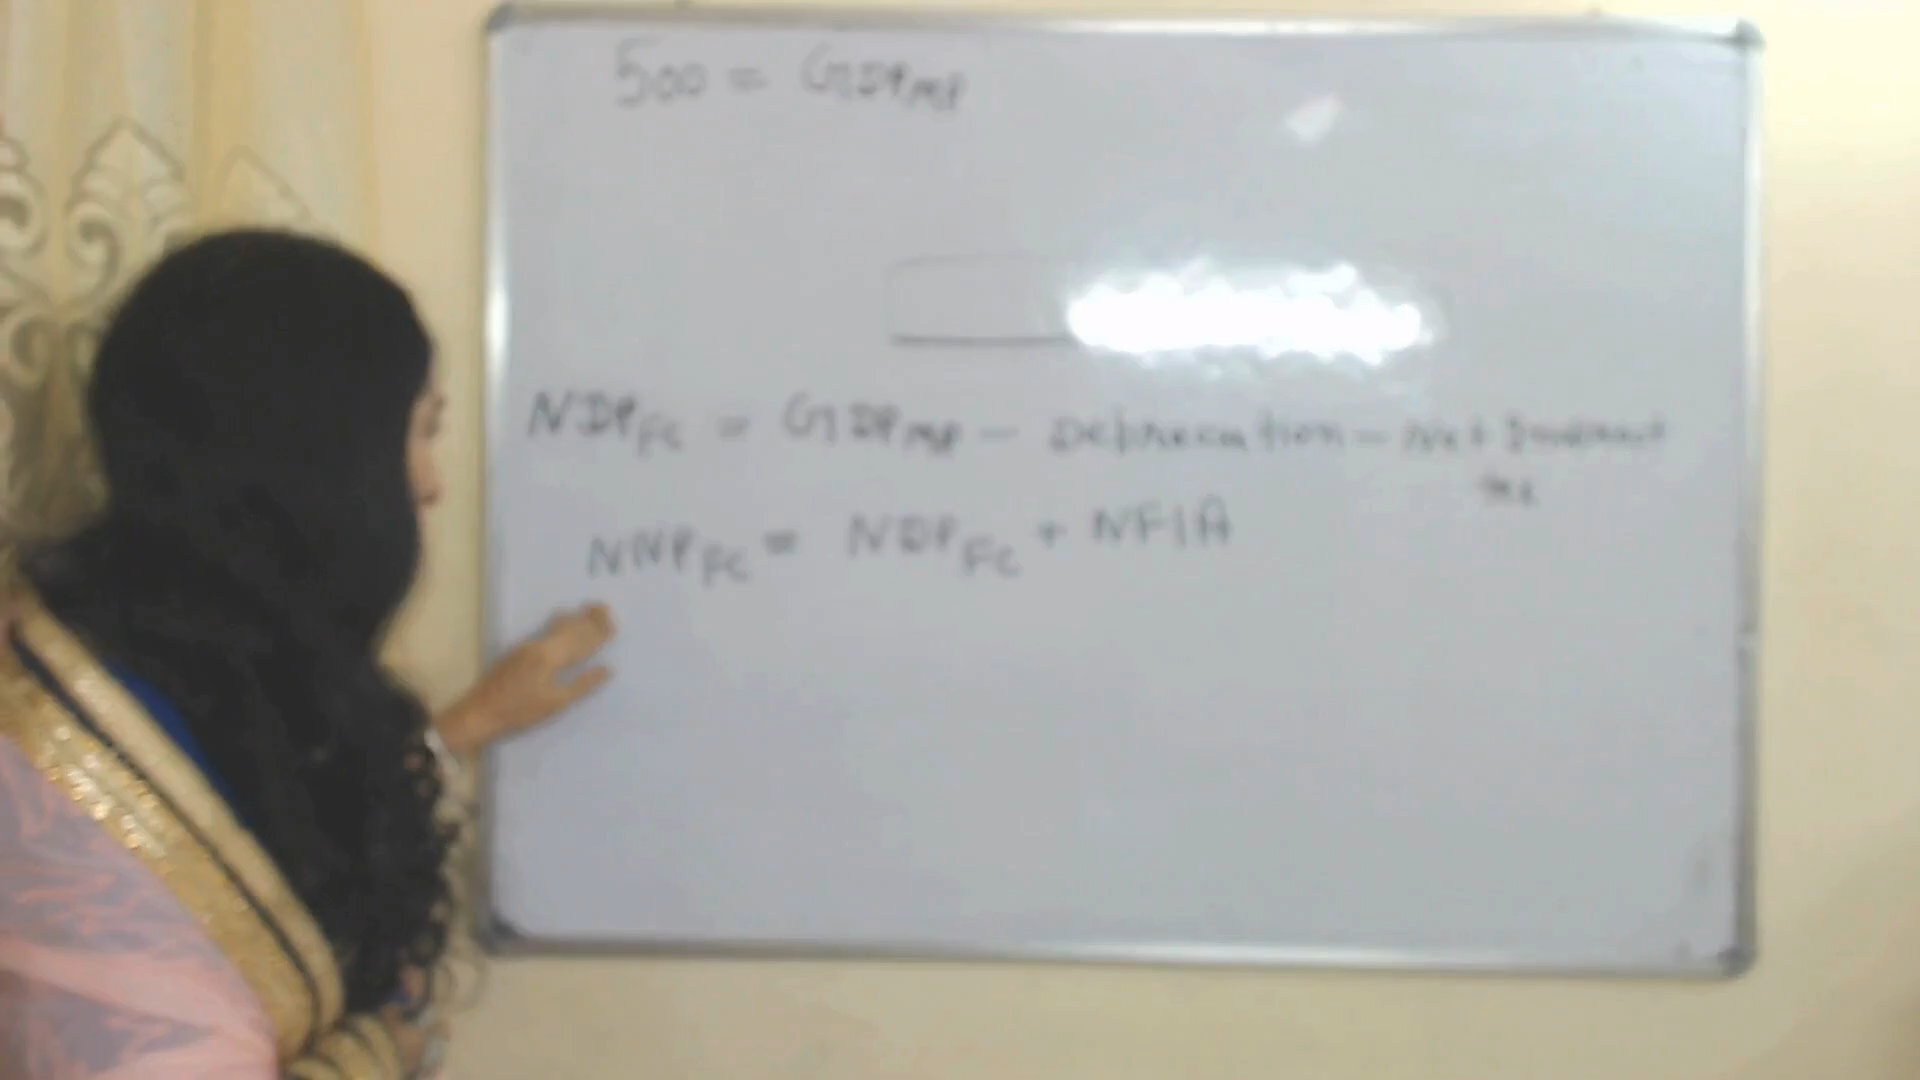 500 = GDPMP
NDPFC = GDPMP - Depreciation - Net Indirect
tax
NNPFC = NDPFC + NFIA